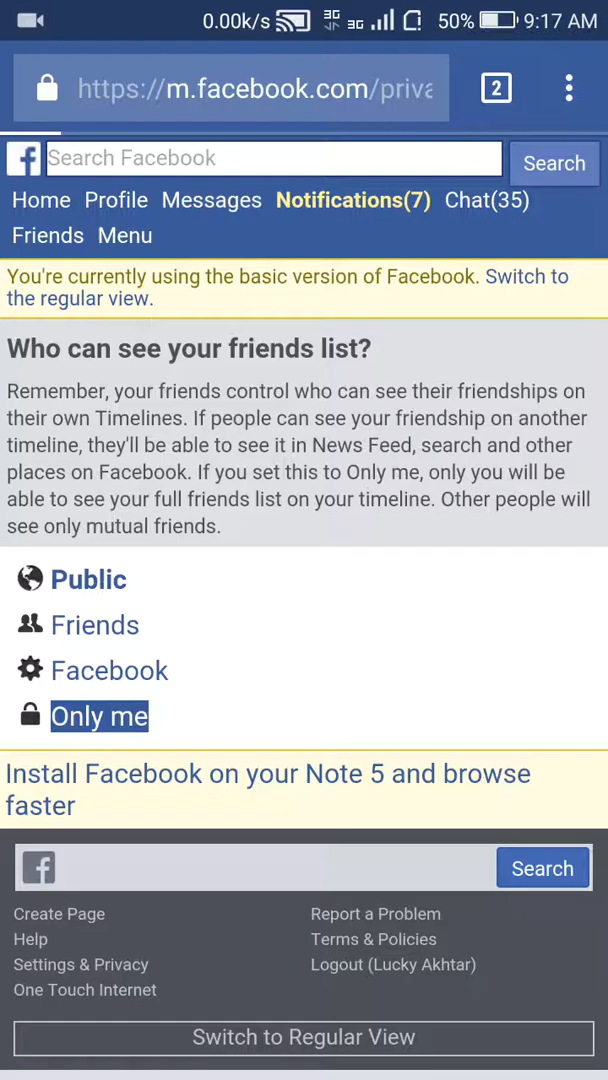 0.00k/s 3G 3G 50% 9:17 AM
https://m.facebook.com/priva 2
f Search Facebook Search
Home Profile Messages Notifications(7) Chat(35)
Friends Menu
You're currently using the basic version of Facebook. Switch to
the regular view.
Who can see your friends list?
Remember, your friends control who can see their friendships on
their own Timelines. If people can see your friendship on another
timeline, they'll be able to see it in News Feed, search and other
places on Facebook. If you set this to Only me, only you will be
able to see your full friends list on your timeline. Other people will
see only mutual friends.
Public
Friends
Facebook
Only me
Install Facebook on your Note 5 and browse
faster
f Search
Create Page Report a Problem
Help Terms & Policies
Settings & Privacy Logout (Lucky Akhtar)
One Touch Internet
Switch to Regular View